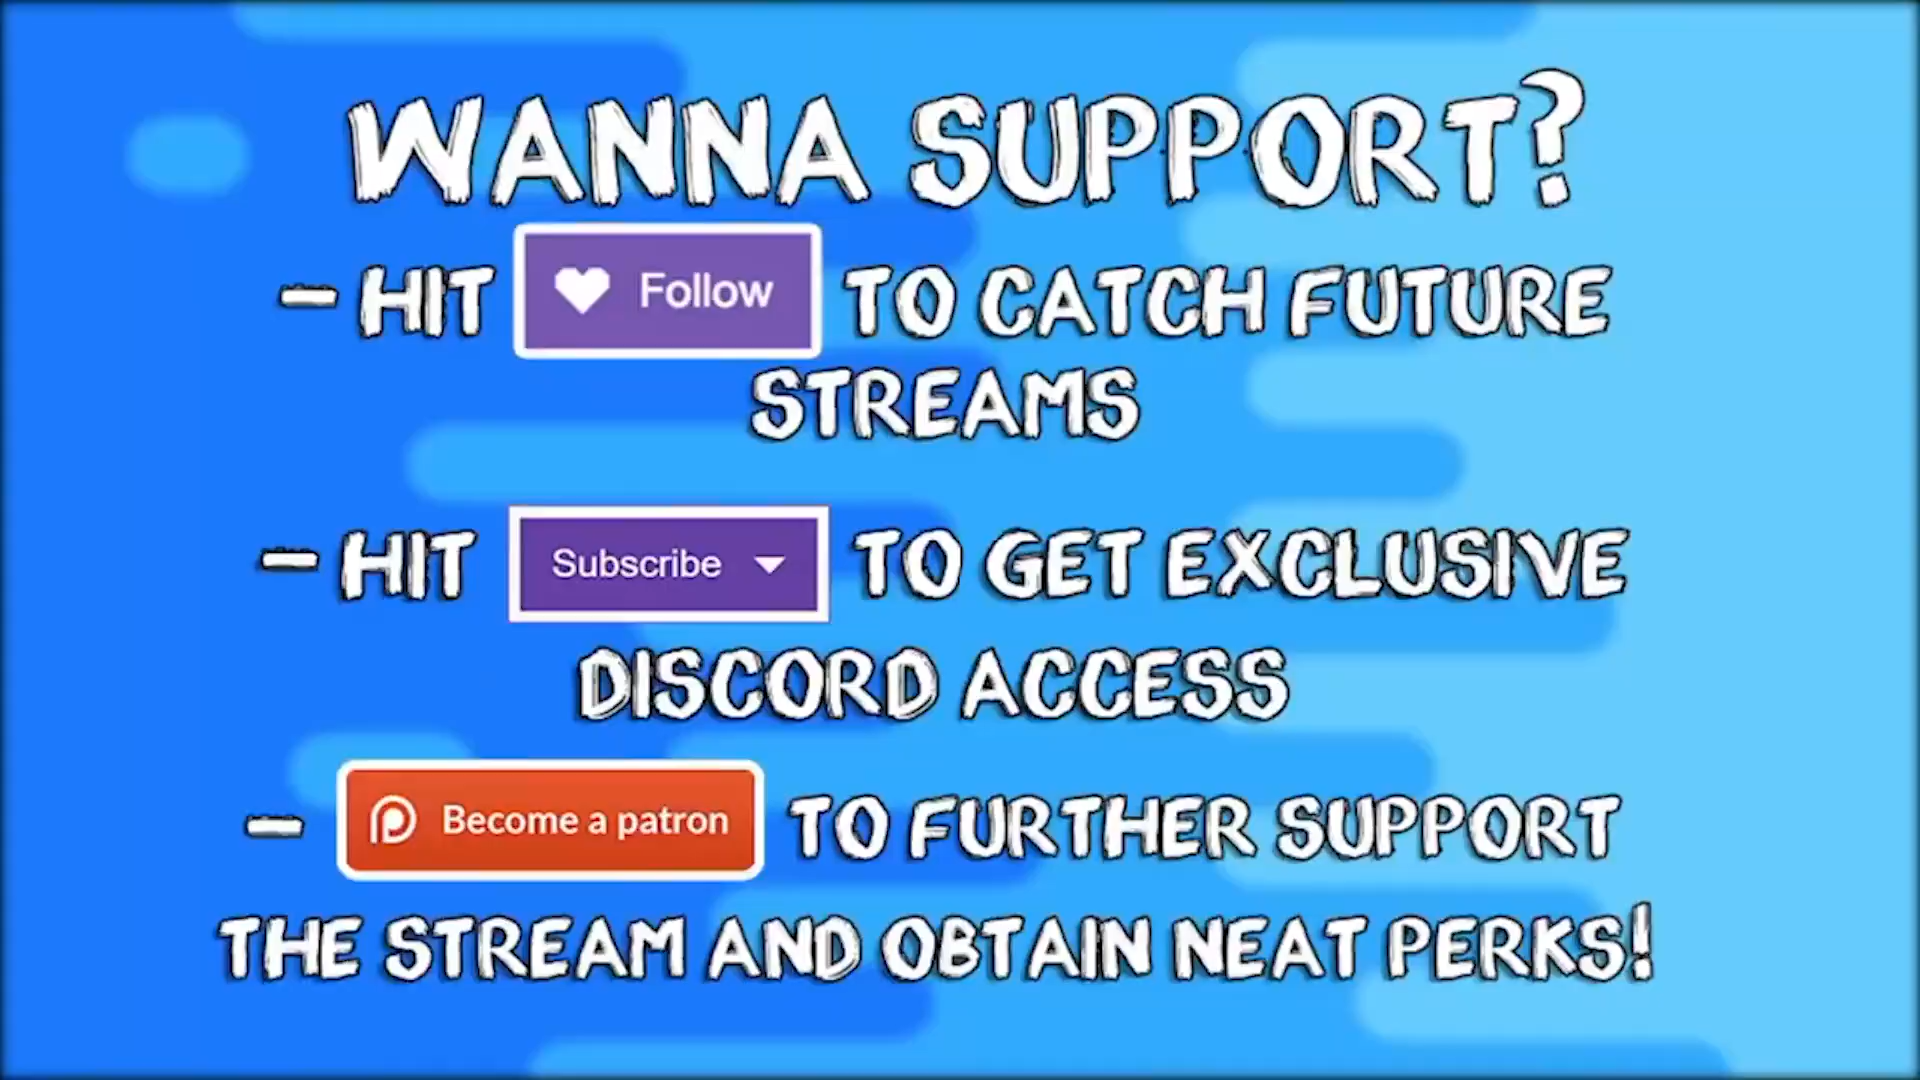 WANNA SUPPORT?
- HIT Follow TO CATCH FUTURE
STREAMS
- HIT Subscribe TO GET EXCLUSIVE
DISCORD ACCESS
- Become a patron TO FURTHER SUPPORT
THE STREAM AND OBTAIN NEAT PERKS!